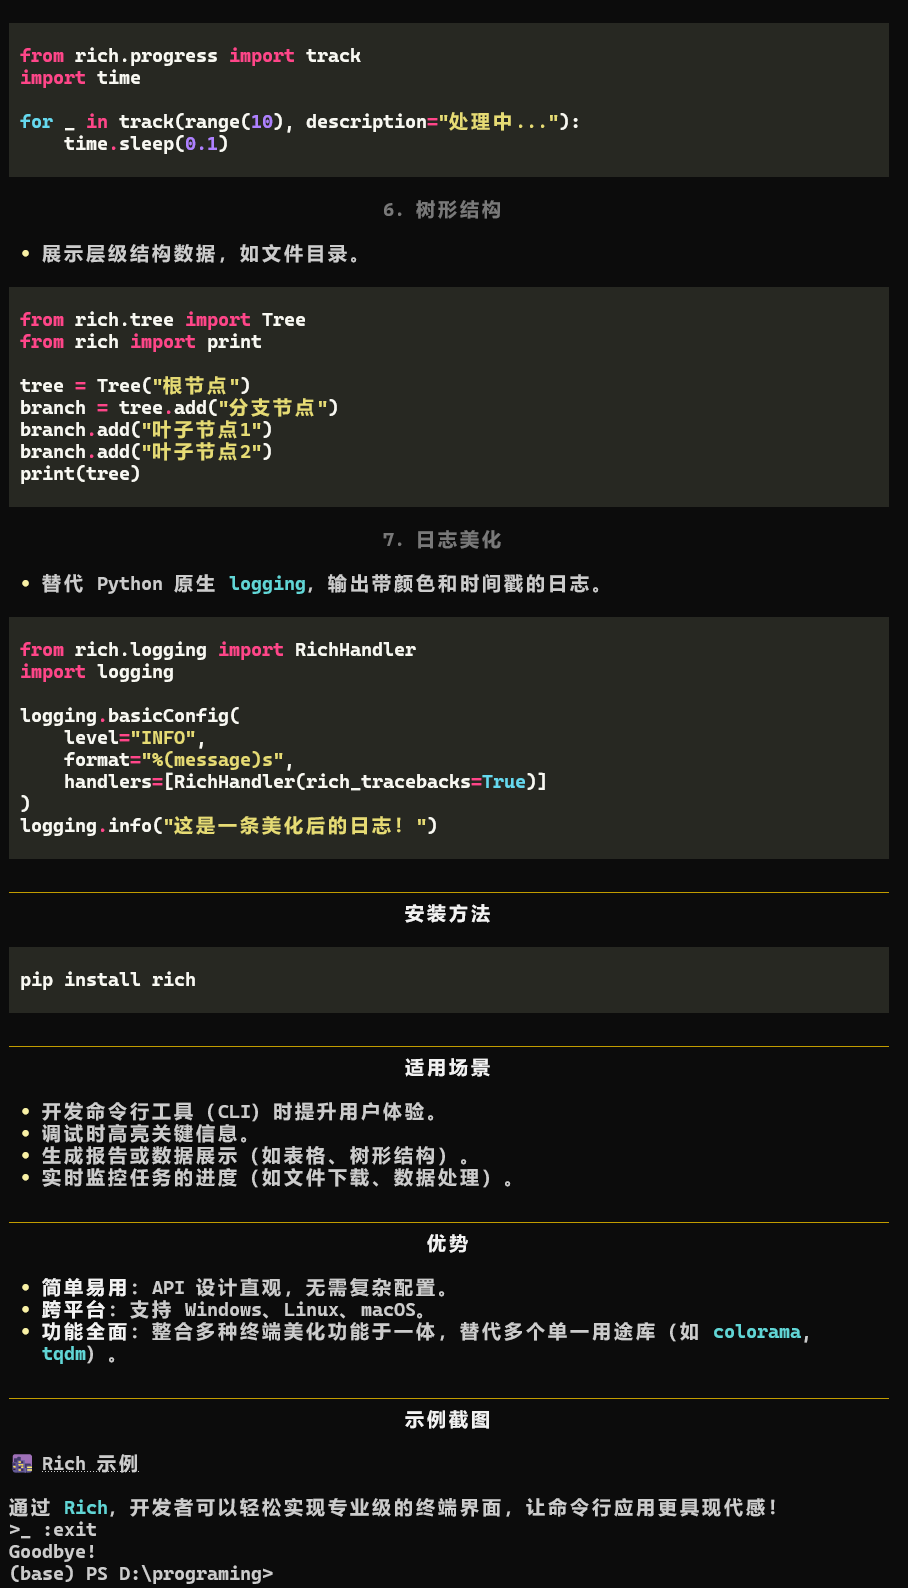 from rich.progress import track
import time
for _ in track(range(10), description="处理中..."):
    time.sleep(0.1)
6. 树形结构
• 展示层级结构数据，如文件目录。
from rich.tree import Tree
from rich import print
tree = Tree("根节点")
branch = tree.add("分支节点")
branch.add("叶子节点1")
branch.add("叶子节点2")
print(tree)
7. 日志美化
• 替代 Python 原生 logging，输出带颜色和时间戳的日志。
from rich.logging import RichHandler
import logging
logging.basicConfig(
    level="INFO",
    format="%(message)s",
    handlers=[RichHandler(rich_tracebacks=True)]
)
logging.info("这是一条美化后的日志！")
安装方法
pip install rich
适用场景
• 开发命令行工具（CLI）时提升用户体验。
• 调试时高亮关键信息。
• 生成报告或数据展示（如表格、树形结构）。
• 实时监控任务的进度（如文件下载、数据处理）。
优势
• 简单易用：API 设计直观，无需复杂配置。
• 跨平台：支持 Windows、Linux、macOS。
• 功能全面：整合多种终端美化功能于一体，替代多个单一用途库（如 colorama,
tqdm）。
示例截图
🌆 Rich 示例
通过 Rich，开发者可以轻松实现专业级的终端界面，让命令行应用更具现代感！
>_ :exit
Goodbye!
(base) PS D:\programing>